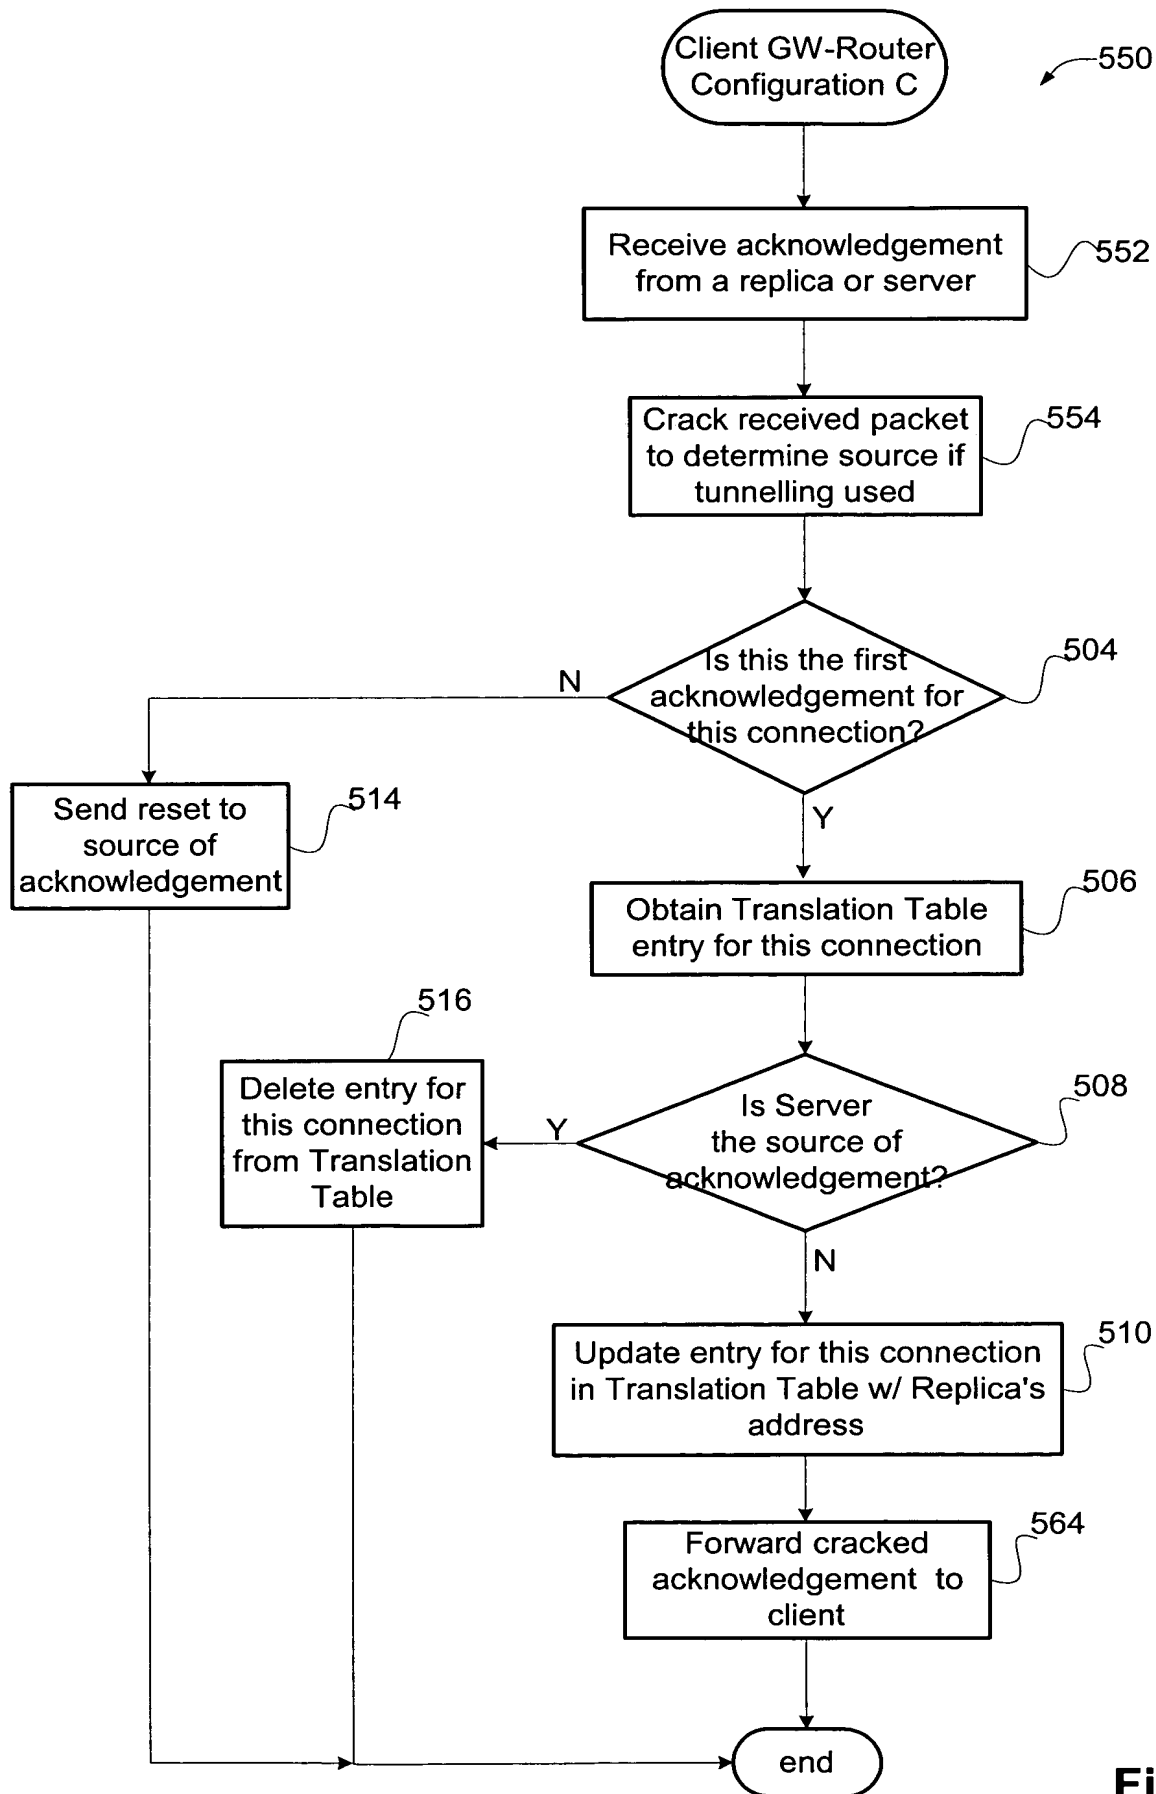 Client GW-Router
Configuration C
550
Receive acknowledgement
from a replica or server
552
Crack received packet
to determine source if
tunnelling used
554
Is this the first
acknowledgement for
this connection?
504
N
Y
Send reset to
source of
acknowledgement
514
Obtain Translation Table
entry for this connection
506
516
Delete entry for
this connection
from Translation
Table
Y
Is Server
the source of
acknowledgement?
508
N
Update entry for this connection
in Translation Table w/ Replica's
address
510
Forward cracked
acknowledgement to
client
564
end